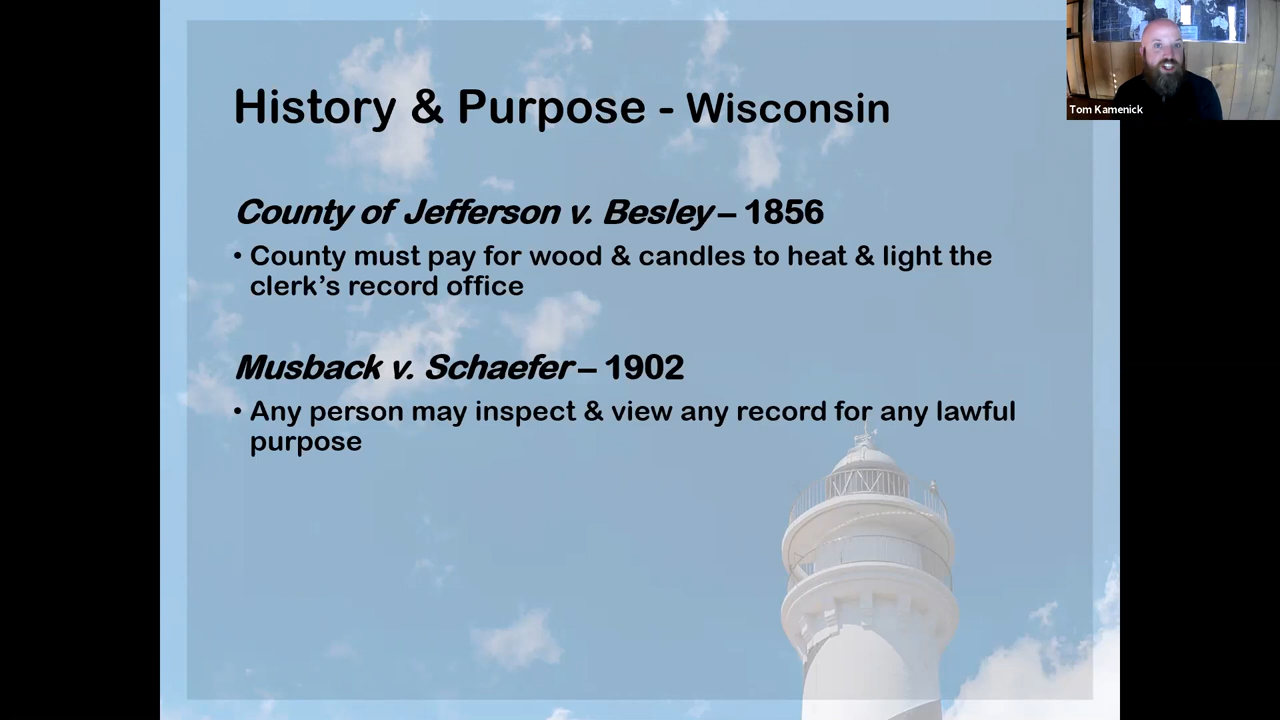 History & Purpose - Wisconsin
County of Jefferson v. Besley – 1856
• County must pay for wood & candles to heat & light the
clerk's record office
Musback v. Schaefer – 1902
• Any person may inspect & view any record for any lawful
purpose
Tom Kamenick